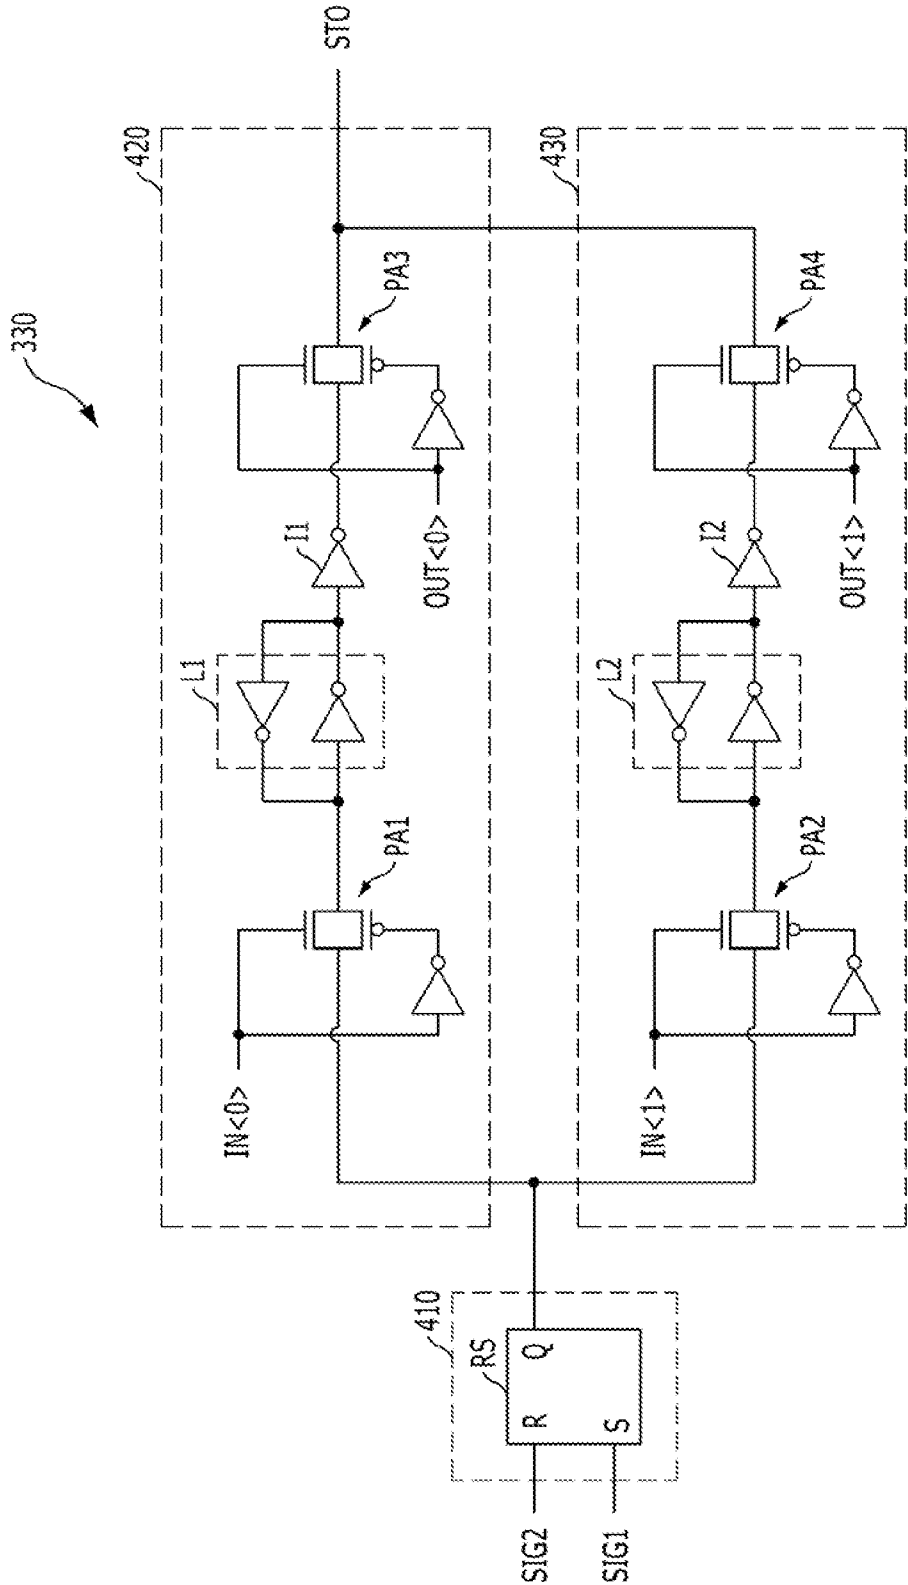 330
420
STO
IN<0>
PA1
L1
I1
OUT<0>
PA3
410
RS
SIG2
R
Q
SIG1
S
430
IN<1>
PA2
L2
I2
OUT<1>
PA4